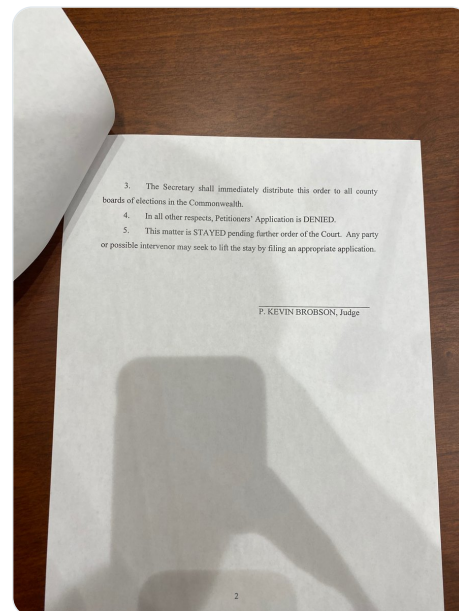 3. The Secretary shall immediately distribute this order to all county
boards of elections in the Commonwealth.
4. In all other respects, Petitioners' Application is DENIED.
5. This matter is STAYED pending further order of the Court. Any party
or possible intervenor may seek to lift the stay by filing an appropriate application.
P. KEVIN BROBSON, Judge
2